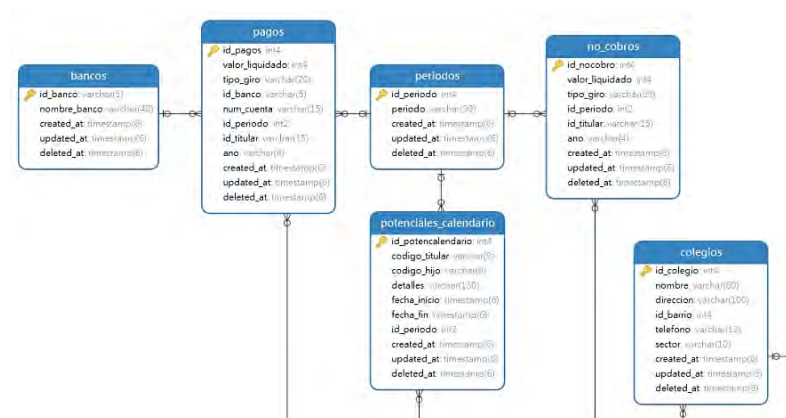 bancos
id_banco: varchar(5)
nombre_banco: varchar(40)
created_at: timestamp(6)
updated_at: timestamp(6)
deleted_at: timestamp(6)
pagos
id_pagos: int4
valor_liquidado: int4
tipo_giro: varchar(20)
id_banco: varchar(5)
num_cuenta: varchar(15)
id_periodo: int2
id_titular: varchar(15)
ano: varchar(4)
created_at: timestamp(6)
updated_at: timestamp(6)
deleted_at: timestamp(6)
periodos
id_periodo: int4
periodo: varchar(30)
created_at: timestamp(6)
updated_at: timestamp(6)
deleted_at: timestamp(6)
no_cobros
id_nocobro: int4
valor_liquidado: int4
tipo_giro: varchar(20)
id_periodo: int2
id_titular: varchar(15)
ano: varchar(4)
created_at: timestamp(6)
updated_at: timestamp(6)
deleted_at: timestamp(6)
potenciales_calendario
id_potencalendario: int4
codigo_titular: varchar(9)
codigo_hijo: varchar(9)
detalles: varchar(150)
fecha_inicio: timestamp(6)
fecha_fin: timestamp(6)
id_periodo: int2
created_at: timestamp(6)
updated_at: timestamp(6)
deleted_at: timestamp(6)
colegios
id_colegio: int4
nombre: varchar(60)
direccion: varchar(100)
id_barrio: int4
telefono: varchar(12)
sector: varchar(10)
created_at: timestamp(6)
updated_at: timestamp(6)
deleted_at: timestamp(6)